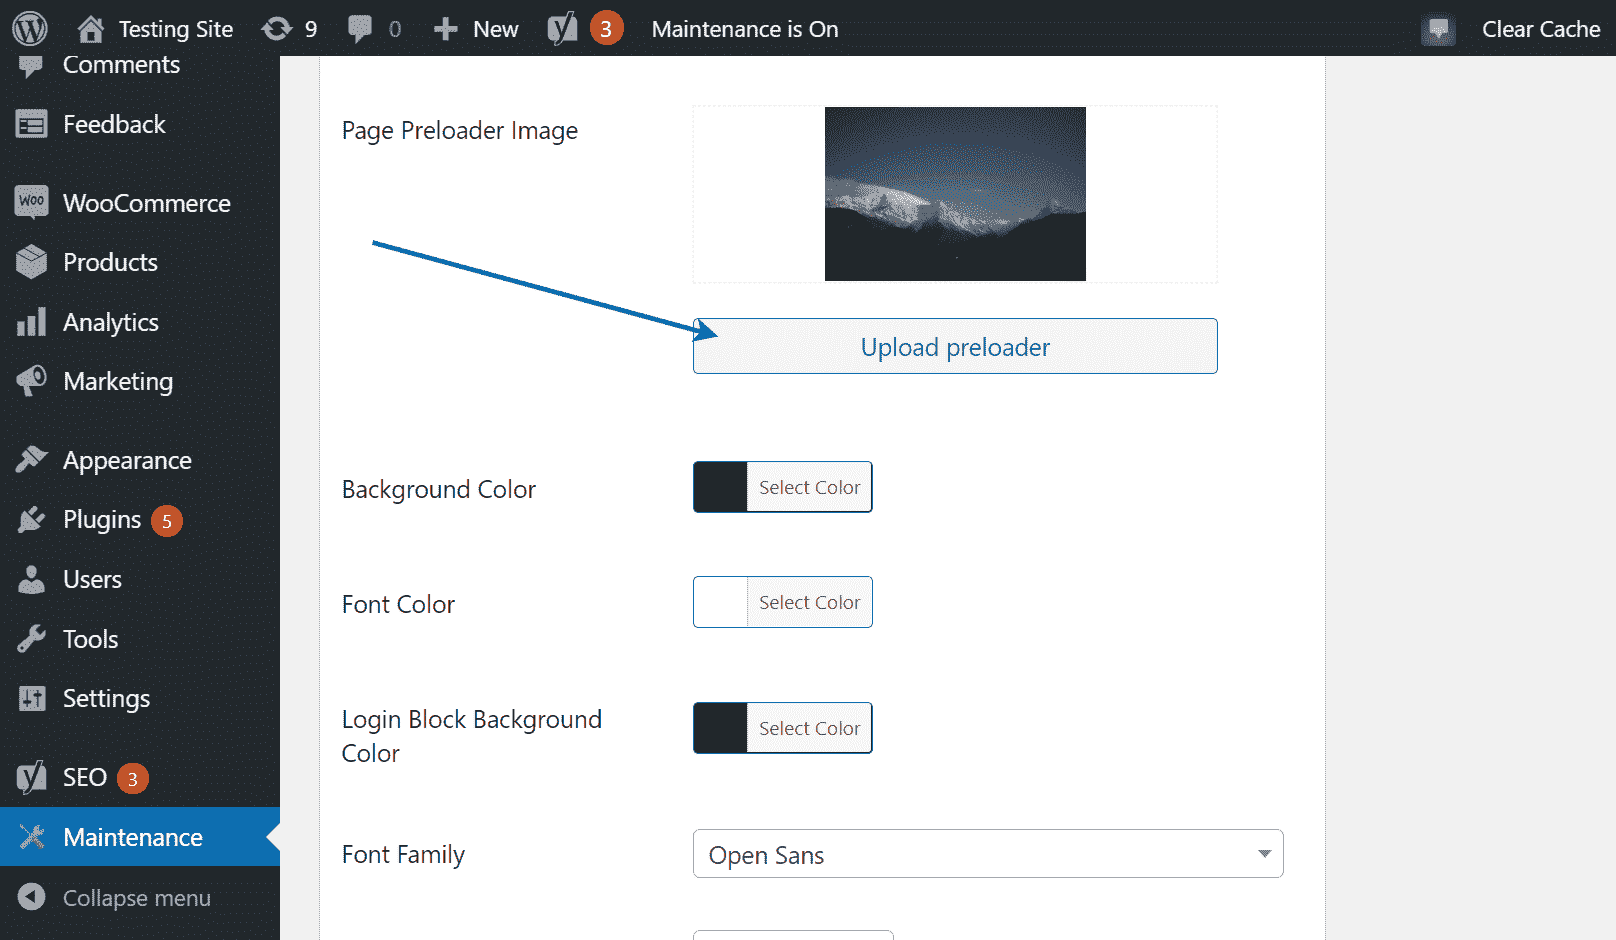 Testing Site 9 0 New 3 Maintenance is On Clear Cache
Comments
Feedback
WOO WooCommerce
Products
Analytics
Marketing
Appearance
Plugins 5
Users
Tools
Settings
SEO 3
Maintenance
Collapse menu
Page Preloader Image
Upload preloader
Background Color
Select Color
Font Color
Select Color
Login Block Background
Color
Select Color
Font Family
Open Sans